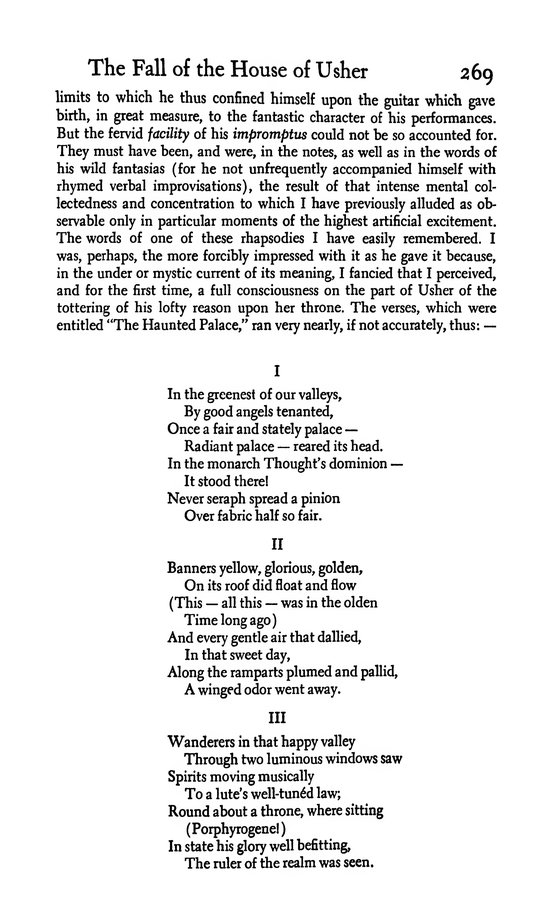 The Fall of the House of Usher 269
limits to which he thus confined himself upon the guitar which gave
birth, in great measure, to the fantastic character of his performances.
But the fervid facility of his impromptus could not be so accounted for.
They must have been, and were, in the notes, as well as in the words of
his wild fantasias (for he not unfrequently accompanied himself with
rhymed verbal improvisations), the result of that intense mental col-
lectedness and concentration to which I have previously alluded as ob-
servable only in particular moments of the highest artificial excitement.
The words of one of these rhapsodies I have easily remembered. I
was, perhaps, the more forcibly impressed with it as he gave it because,
in the under or mystic current of its meaning, I fancied that I perceived,
and for the first time, a full consciousness on the part of Usher of the
tottering of his lofty reason upon her throne. The verses, which were
entitled "The Haunted Palace," ran very nearly, if not accurately, thus: —
I
In the greenest of our valleys,
By good angels tenanted,
Once a fair and stately palace —
Radiant palace — reared its head.
In the monarch Thought's dominion —
It stood there!
Never seraph spread a pinion
Over fabric half so fair.
II
Banners yellow, glorious, golden,
On its roof did float and flow
(This — all this — was in the olden
Time long ago)
And every gentle air that dallied,
In that sweet day,
Along the ramparts plumed and pallid,
A winged odor went away.
III
Wanderers in that happy valley
Through two luminous windows saw
Spirits moving musically
To a lute's well-tunéd law;
Round about a throne, where sitting
(Porphyrogene!)
In state his glory well befitting,
The ruler of the realm was seen.